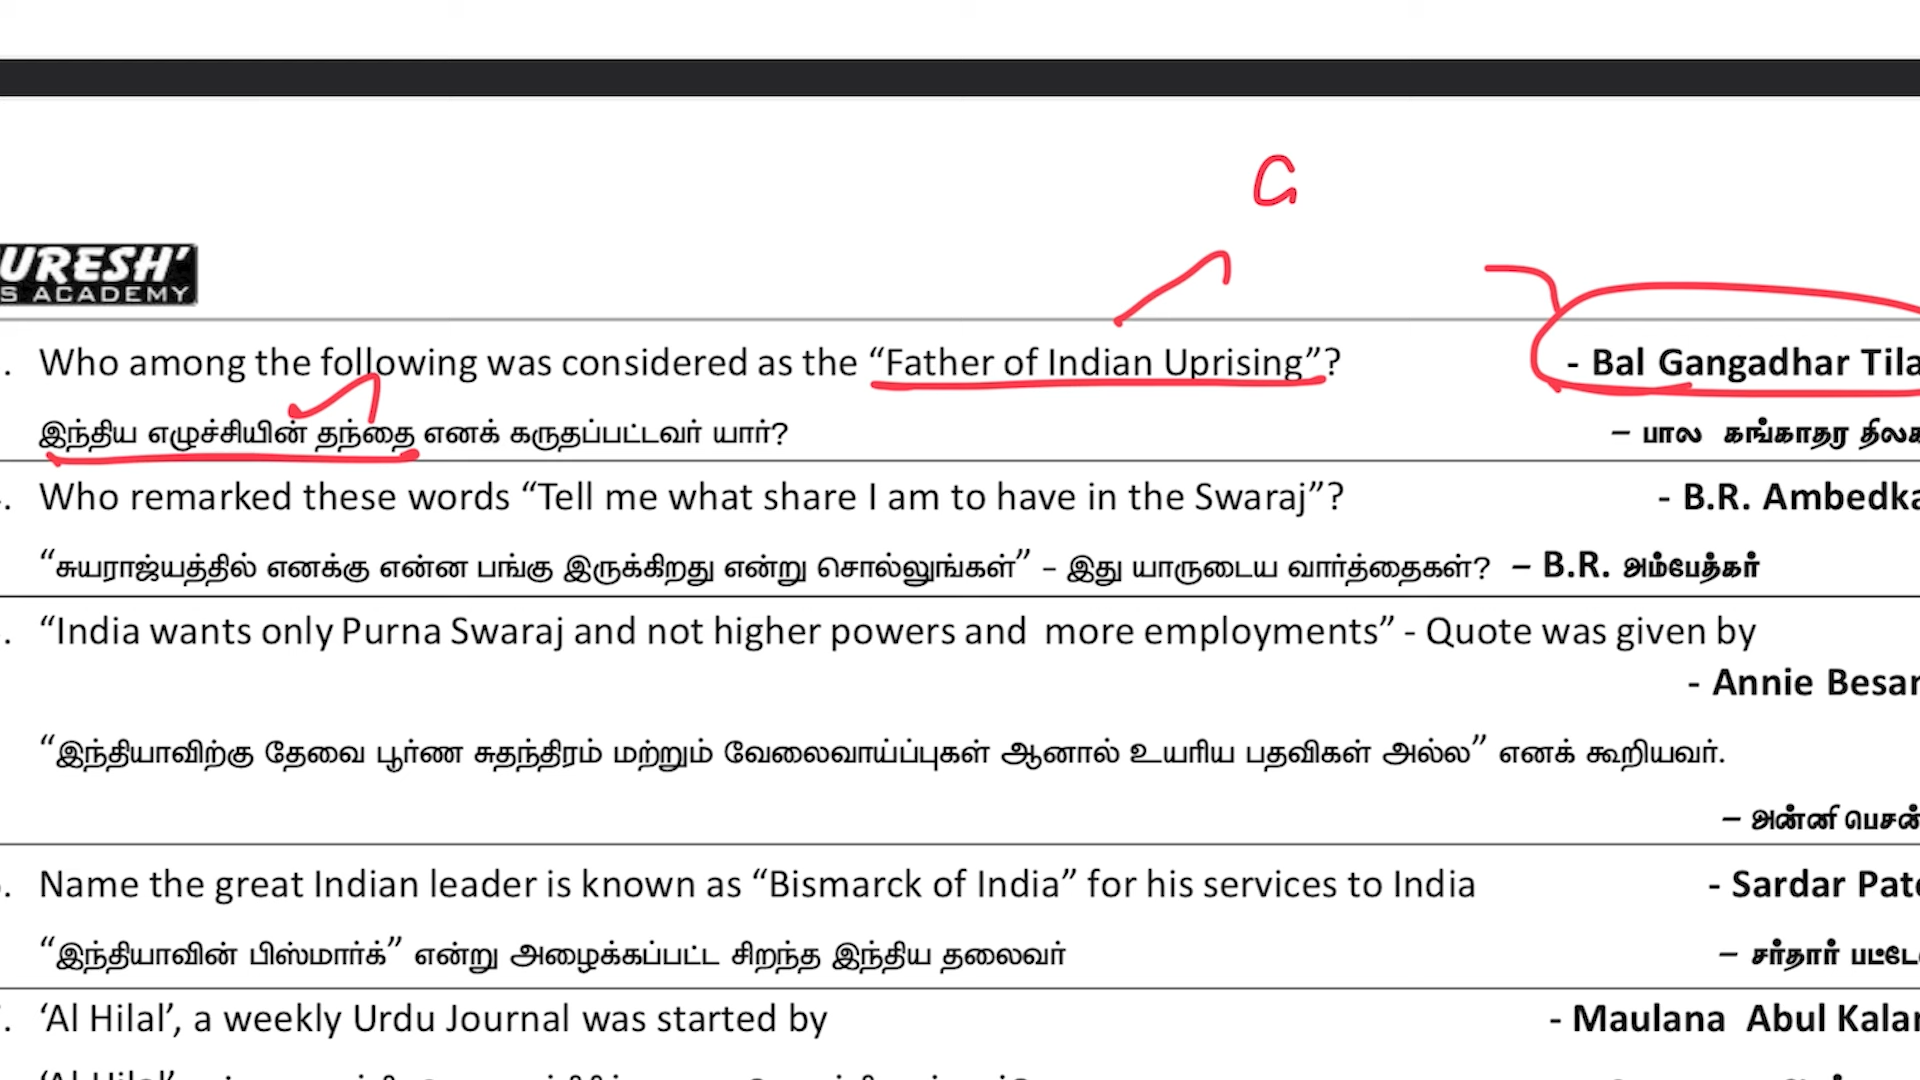 G
URESH'
S ACADEMY
. Who among the following was considered as the “Father of Indian Uprising”? - Bal Gangadhar Tila
இந்திய எழுச்சியின் தந்தை எனக் கருதப்பட்டவர் யார்? – பால கங்காதர திலக
. Who remarked these words “Tell me what share I am to have in the Swaraj”? - B.R. Ambedka
“சுயராஜ்யத்தில் எனக்கு என்ன பங்கு இருக்கிறது என்று சொல்லுங்கள்” – இது யாருடைய வார்த்தைகள்? – B.R. அம்பேத்கர்
. “India wants only Purna Swaraj and not higher powers and more employments” - Quote was given by
- Annie Besan
“இந்தியாவிற்கு தேவை பூர்ண சுதந்திரம் மற்றும் வேலைவாய்ப்புகள் ஆனால் உயரிய பதவிகள் அல்ல” எனக் கூறியவர்.
– அன்னி பெசன்
. Name the great Indian leader is known as “Bismarck of India” for his services to India - Sardar Pate
“இந்தியாவின் பிஸ்மார்க்” என்று அழைக்கப்பட்ட சிறந்த இந்திய தலைவர் – சர்தார் பட்டே
. ‘Al Hilal’, a weekly Urdu Journal was started by - Maulana Abul Kalam